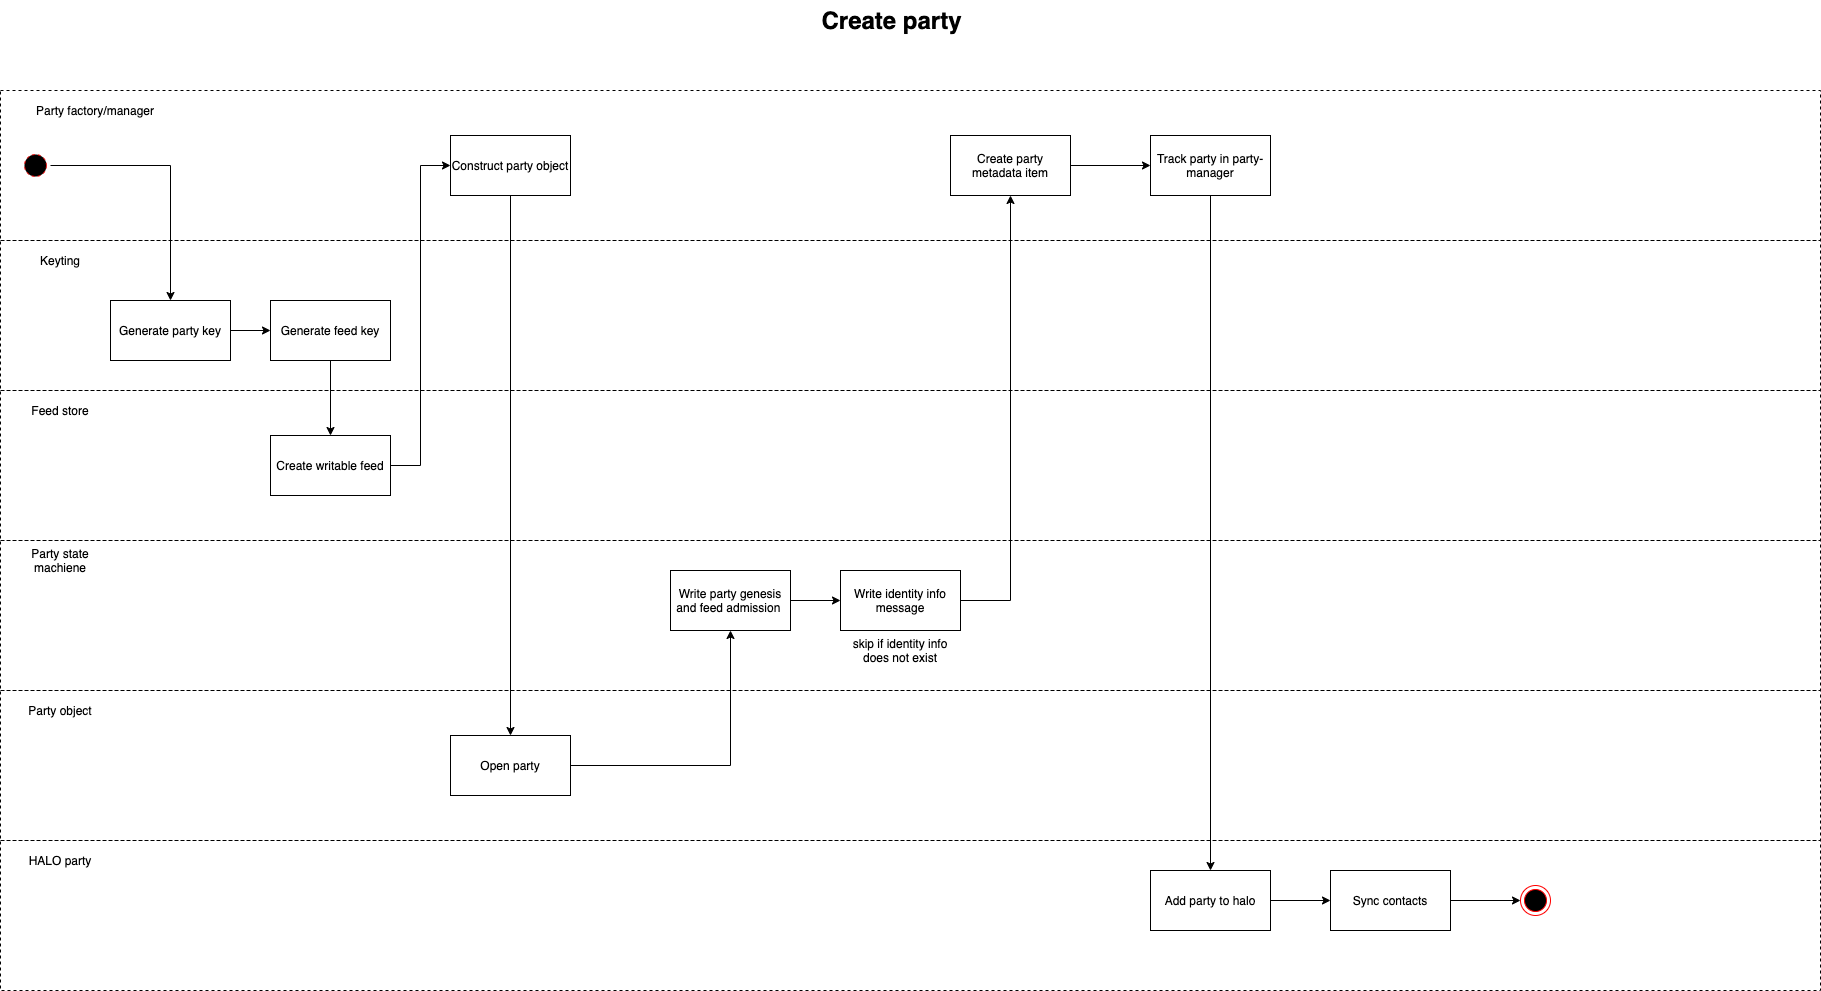 Create party
Party factory/manager
Construct party object
Create party
metadata item
Track party in party-
manager
Keyting
Generate party key
Generate feed key
Feed store
Create writable feed
Party state
machiene
Write party genesis
and feed admission
Write identity info
message
skip if identity info
does not exist
Party object
Open party
HALO party
Add party to halo
Sync contacts